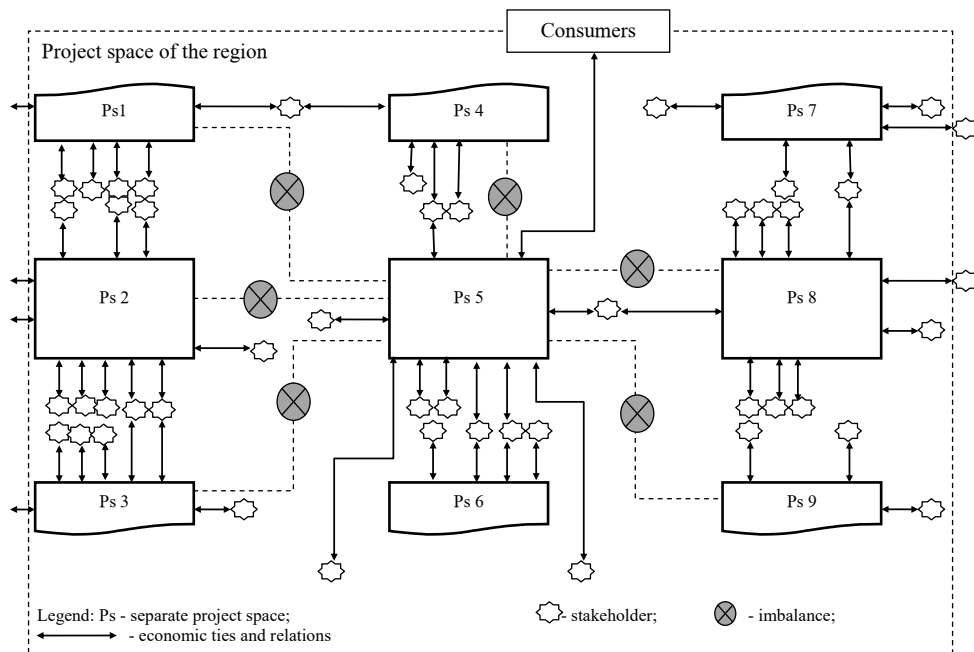 Consumers
Project space of the region
Ps1
Ps 4
Ps 7
Ps 2
Ps 5
Ps 8
Ps 3
Ps 6
Ps 9
Legend: Ps - separate project space;
- stakeholder;
- imbalance;
- economic ties and relations